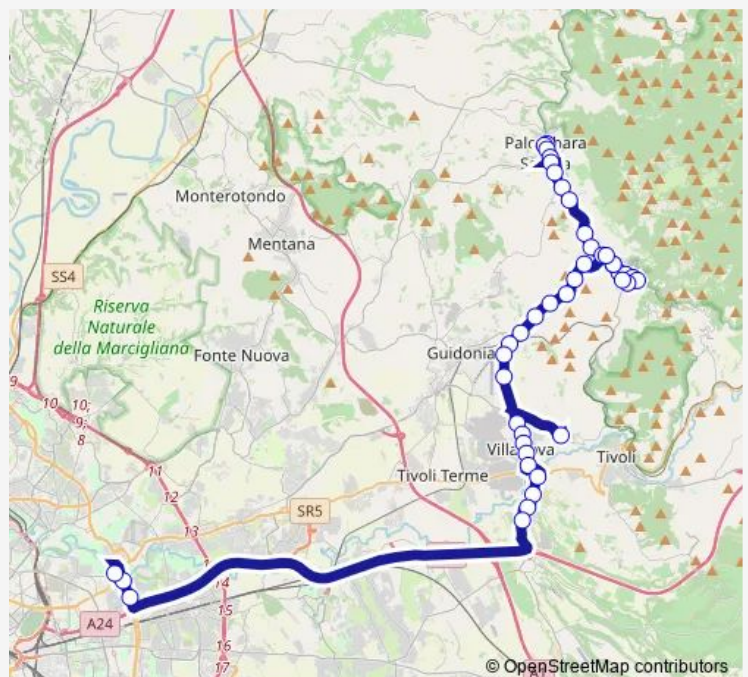 Palombara
Sabina
Monterotondo
Mentana
SS4
Riserva
Naturale
della Marcigliana
Fonte Nuova
Guidonia
9
10
10;
9;
8
11
12
Villanova
Tivoli
Tivoli Terme
13
SR5
14
15
A24
16
17
© OpenStreetMap contributors